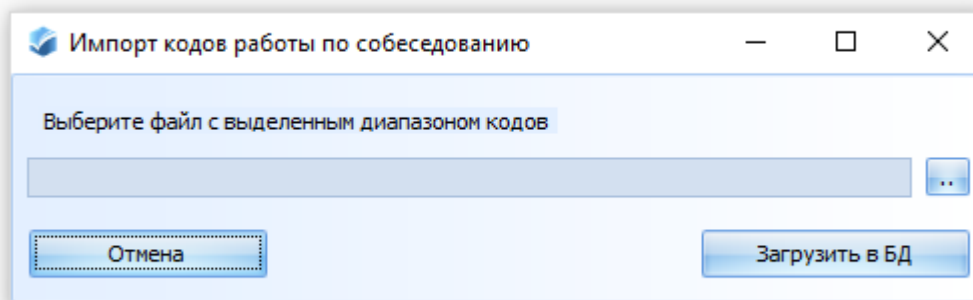 Импорт кодов работы по собеседованию
Выберите файл с выделенным диапазоном кодов
..
Отмена
Загрузить в БД